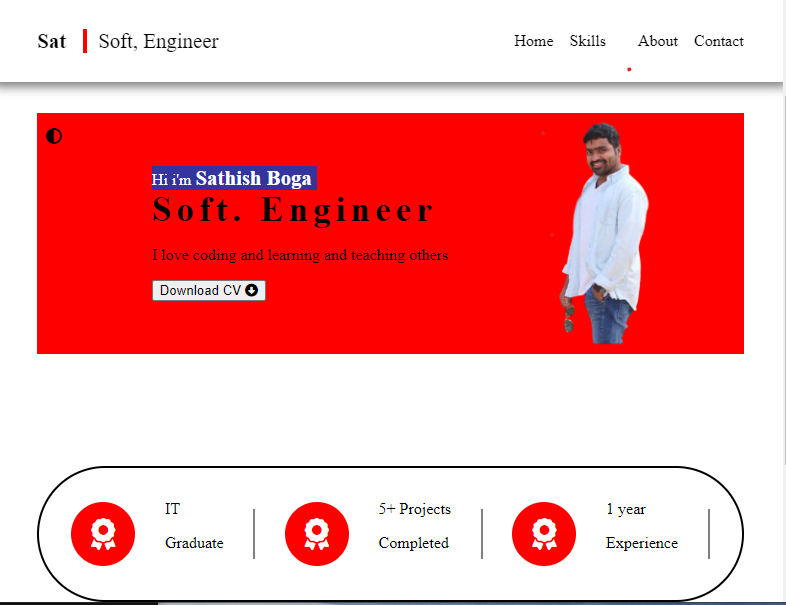 Sat Soft, Engineer Home Skills About Contact
Hi i'm Sathish Boga
Soft. Engineer
I love coding and learning and teaching others
Download CV
IT
Graduate
5+ Projects
Completed
1 year
Experience